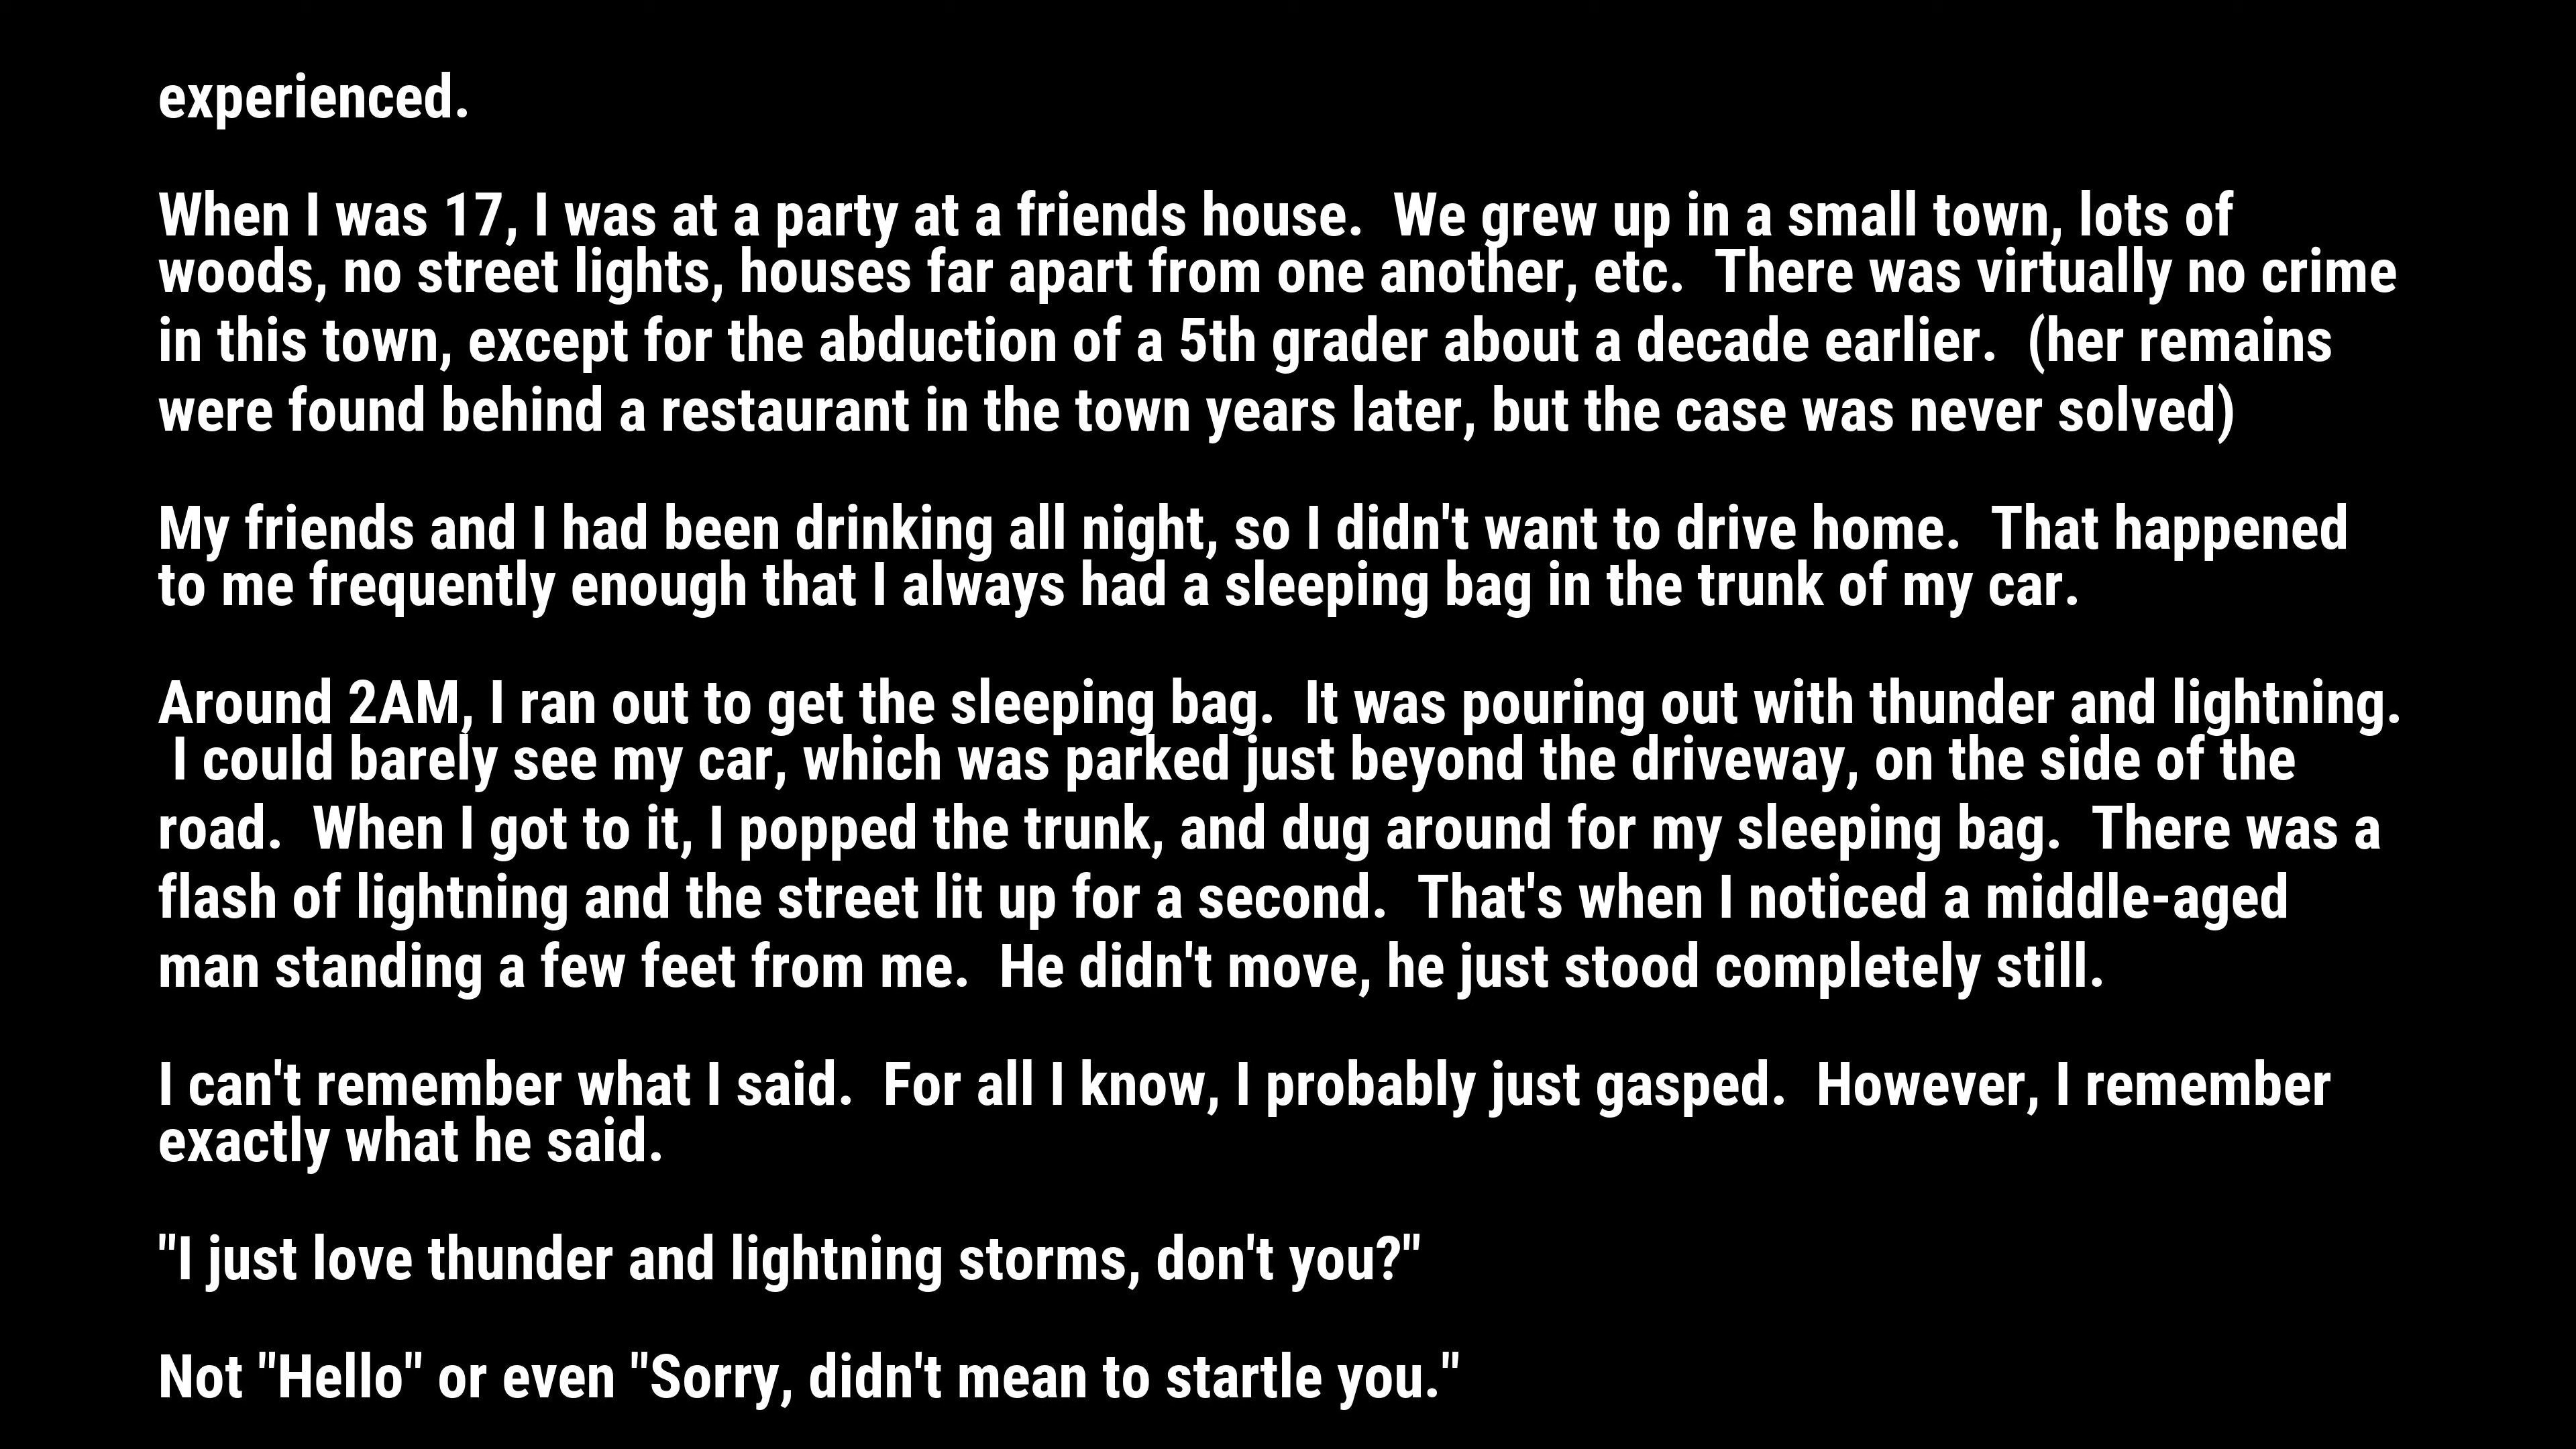 experienced.
When I was 17, I was at a party at a friends house.  We grew up in a small town, lots of
woods, no street lights, houses far apart from one another, etc.  There was virtually no crime
in this town, except for the abduction of a 5th grader about a decade earlier.  (her remains
were found behind a restaurant in the town years later, but the case was never solved)
My friends and I had been drinking all night, so I didn't want to drive home.  That happened
to me frequently enough that I always had a sleeping bag in the trunk of my car.
Around 2AM, I ran out to get the sleeping bag.  It was pouring out with thunder and lightning.
I could barely see my car, which was parked just beyond the driveway, on the side of the
road.  When I got to it, I popped the trunk, and dug around for my sleeping bag.  There was a
flash of lightning and the street lit up for a second.  That's when I noticed a middle-aged
man standing a few feet from me.  He didn't move, he just stood completely still.
I can't remember what I said.  For all I know, I probably just gasped.  However, I remember
exactly what he said.
"I just love thunder and lightning storms, don't you?"
Not "Hello" or even "Sorry, didn't mean to startle you."